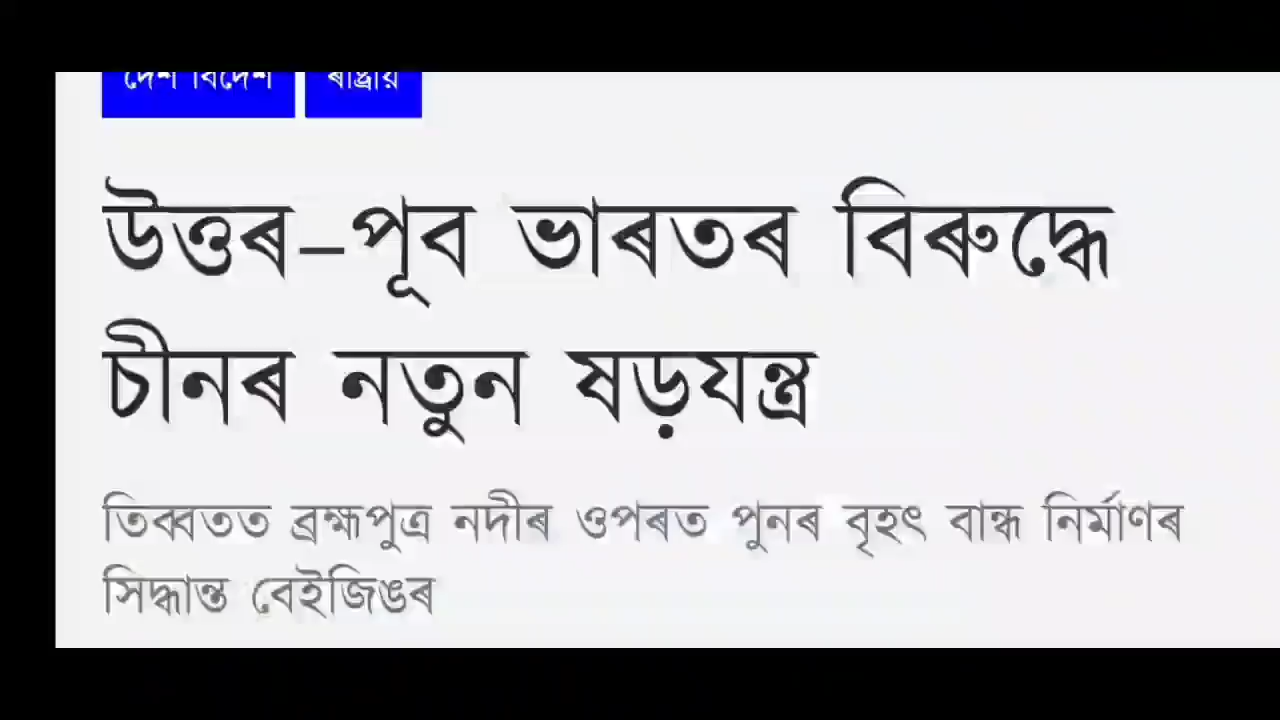 দেশ বিদেশ ৰাষ্ট্ৰীয়
উত্তৰ-পূব ভাৰতৰ বিৰুদ্ধে
চীনৰ নতুন ষড়যন্ত্ৰ
তিব্বতত ব্ৰহ্মপুত্ৰ নদীৰ ওপৰত পুনৰ বৃহৎ বান্ধ নিৰ্মাণৰ
সিদ্ধান্ত বেইজিঙৰ